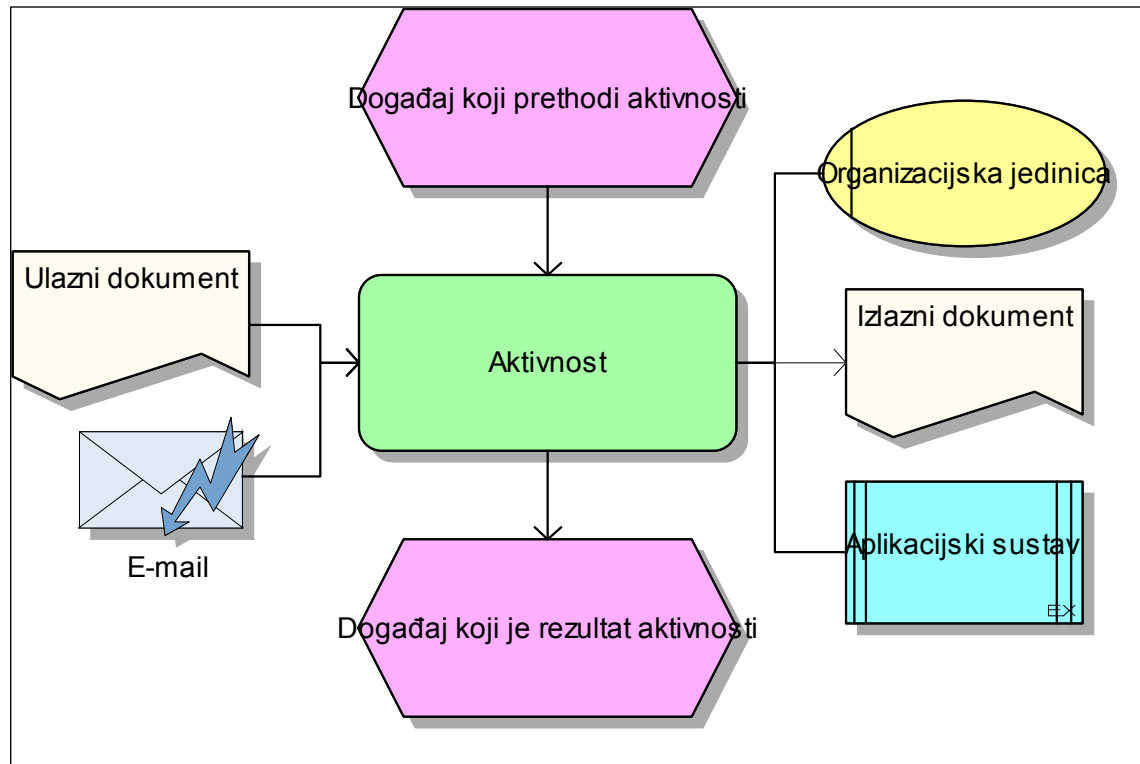 Događaj koji prethodi aktivnosti
Organizacijska jedinica
Ulazni dokument
Izlazni dokument
Aktivnost
E-mail
Aplikacijski sustav
EX
Događaj koji je rezultat aktivnosti